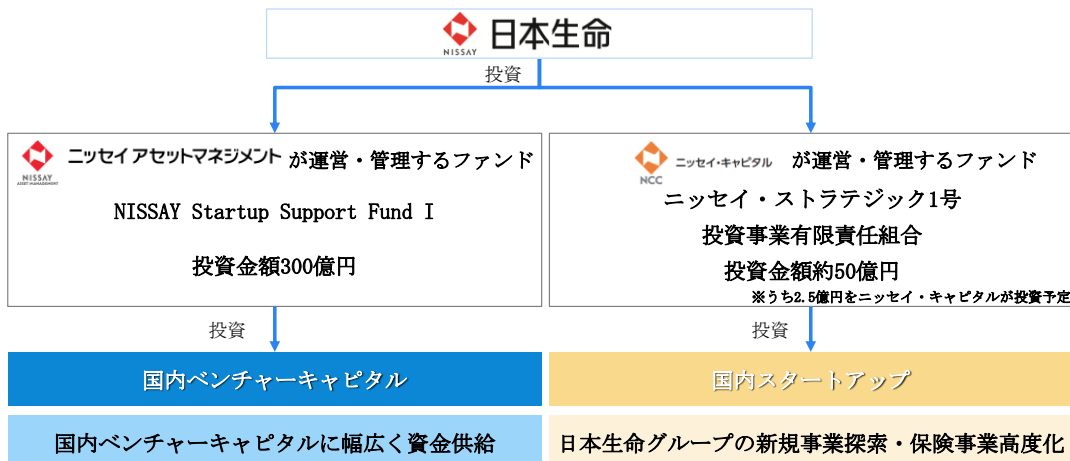 NISSAY
日本生命
投資
NISSAY
ASSET MANAGEMENT
ニッセイ アセットマネジメント が運営・管理するファンド
NISSAY Startup Support Fund I
投資金額300億円
NCC
ニッセイ・キャピタル が運営・管理するファンド
ニッセイ・ストラテジック1号
投資事業有限責任組合
投資金額約50億円
※うち2.5億円をニッセイ・キャピタルが投資予定
投資
投資
国内ベンチャーキャピタル
国内スタートアップ
国内ベンチャーキャピタルに幅広く資金供給
日本生命グループの新規事業探索・保険事業高度化